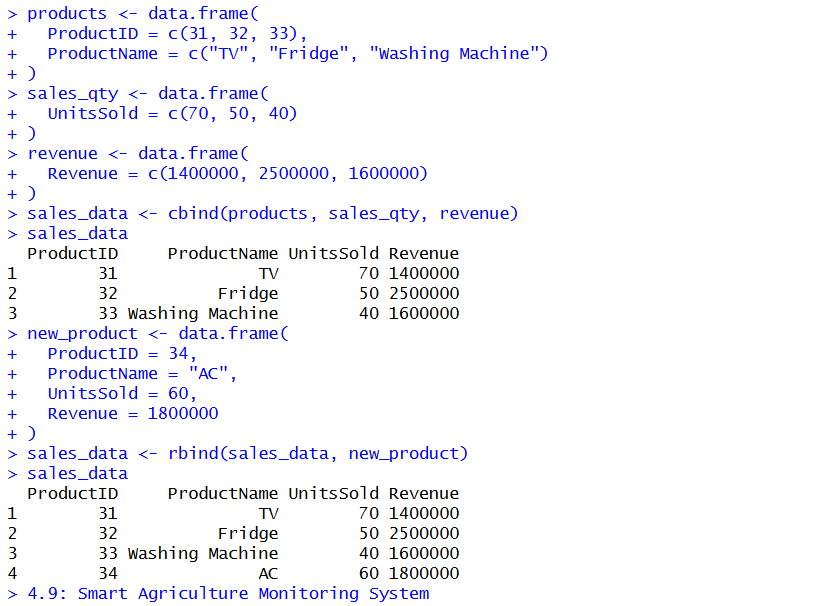 > products <- data.frame(
+   ProductID = c(31, 32, 33),
+   ProductName = c("TV", "Fridge", "Washing Machine")
+ )
> sales_qty <- data.frame(
+   UnitsSold = c(70, 50, 40)
+ )
> revenue <- data.frame(
+   Revenue = c(1400000, 2500000, 1600000)
+ )
> sales_data <- cbind(products, sales_qty, revenue)
> sales_data
  ProductID     ProductName UnitsSold Revenue
1        31              TV        70 1400000
2        32          Fridge        50 2500000
3        33 Washing Machine        40 1600000
> new_product <- data.frame(
+   ProductID = 34,
+   ProductName = "AC",
+   UnitsSold = 60,
+   Revenue = 1800000
+ )
> sales_data <- rbind(sales_data, new_product)
> sales_data
  ProductID     ProductName UnitsSold Revenue
1        31              TV        70 1400000
2        32          Fridge        50 2500000
3        33 Washing Machine        40 1600000
4        34              AC        60 1800000
> 4.9: Smart Agriculture Monitoring System